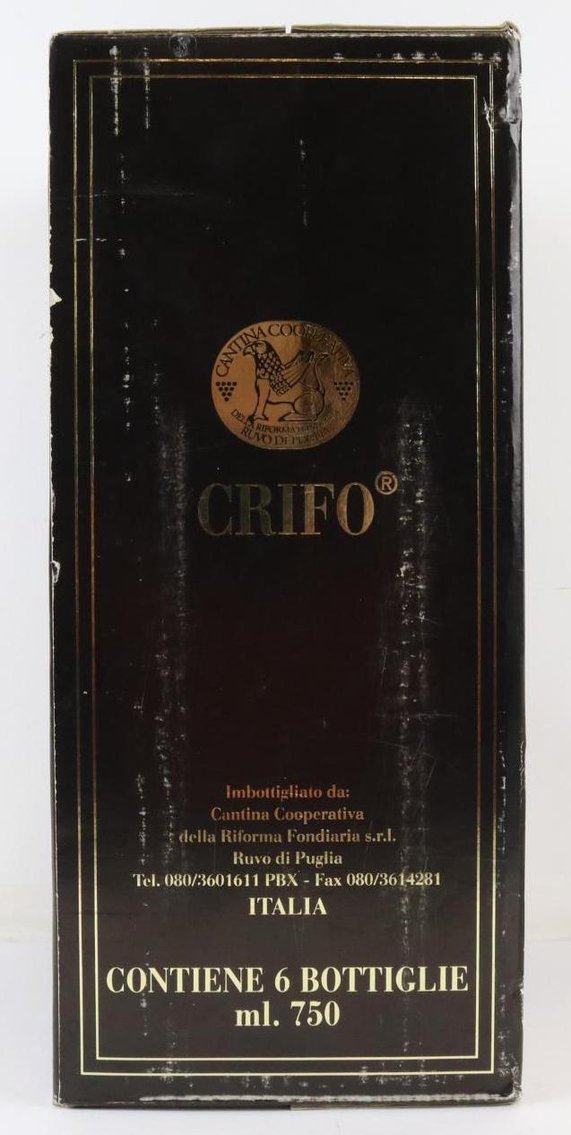 CANTINA COOPERATIVA
DELLA RIFORMA FONDIARIA
RUVO DI PUGLIA
CRIFO®
Imbottigliato da:
Cantina Cooperativa
della Riforma Fondiaria s.r.l.
Ruvo di Puglia
Tel. 080/3601611 PBX - Fax 080/3614281
ITALIA
CONTIENE 6 BOTTIGLIE
ml. 750